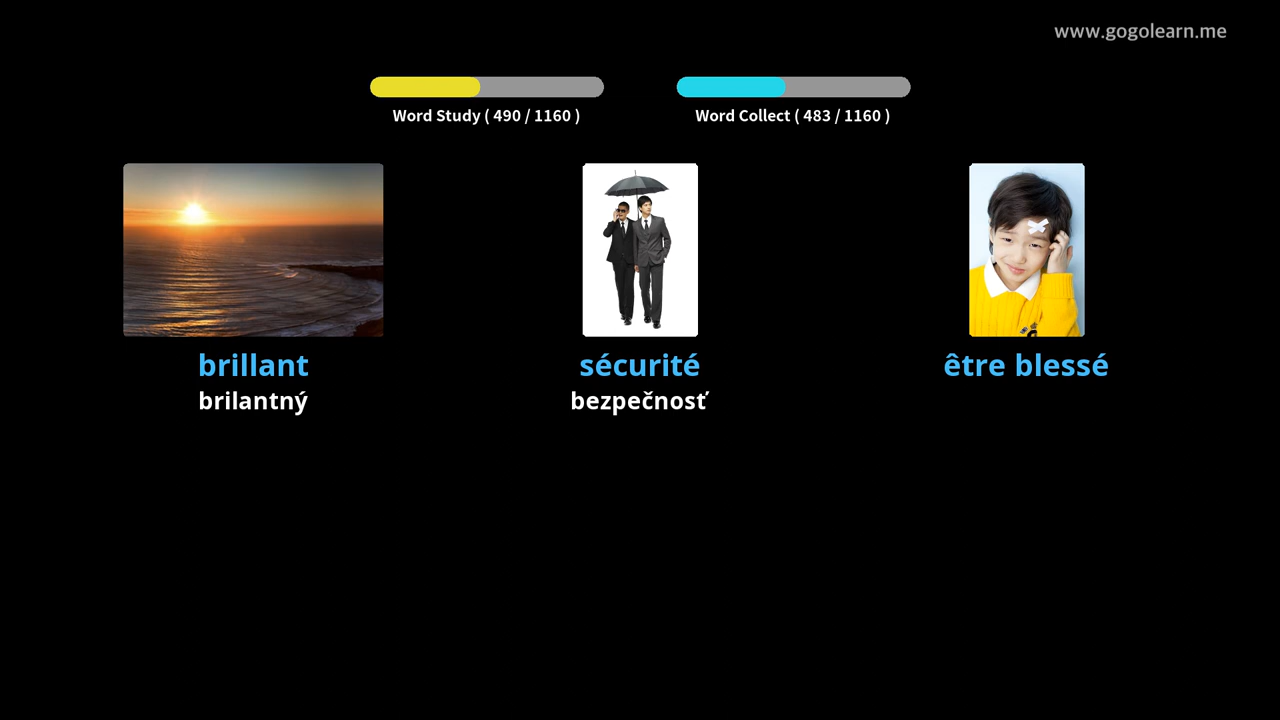 www.gogolearn.me
Word Study ( 490 / 1160 )
Word Collect ( 483 / 1160 )
brillant
brilantný
sécurité
bezpečnosť
être blessé